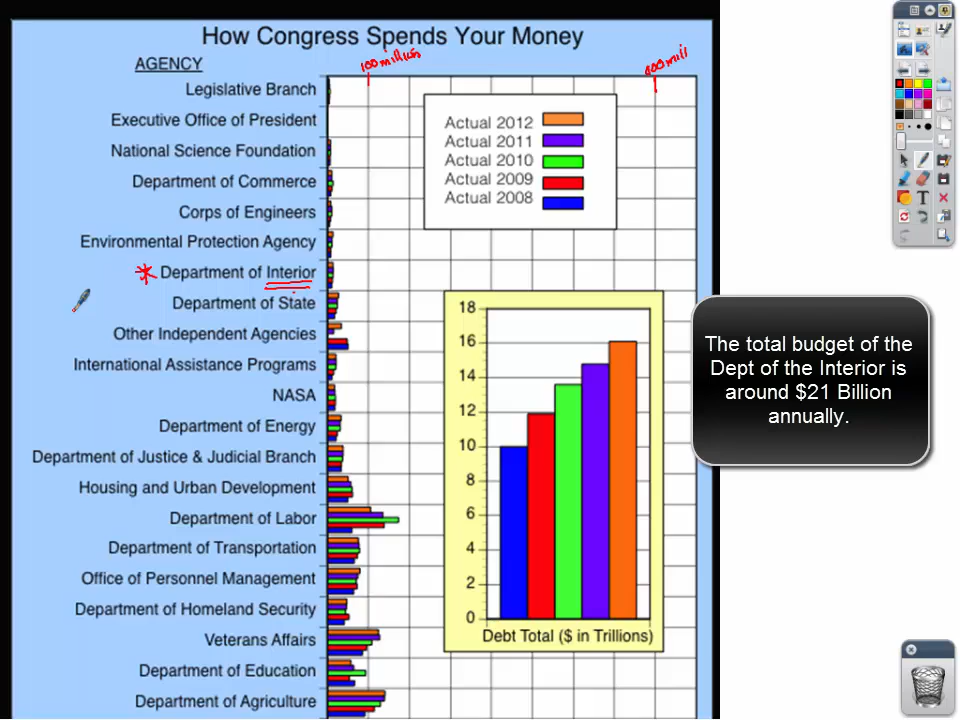 How Congress Spends Your Money
AGENCY
100 million
800 mill
Legislative Branch
Executive Office of President
National Science Foundation
Department of Commerce
Corps of Engineers
Environmental Protection Agency
* Department of Interior
Department of State
Other Independent Agencies
International Assistance Programs
NASA
Department of Energy
Department of Justice & Judicial Branch
Housing and Urban Development
Department of Labor
Department of Transportation
Office of Personnel Management
Department of Homeland Security
Veterans Affairs
Department of Education
Department of Agriculture
Actual 2012
Actual 2011
Actual 2010
Actual 2009
Actual 2008
18
16
14
12
10
8
6
4
2
0
Debt Total ($ in Trillions)
The total budget of the
Dept of the Interior is
around $21 Billion
annually.
T